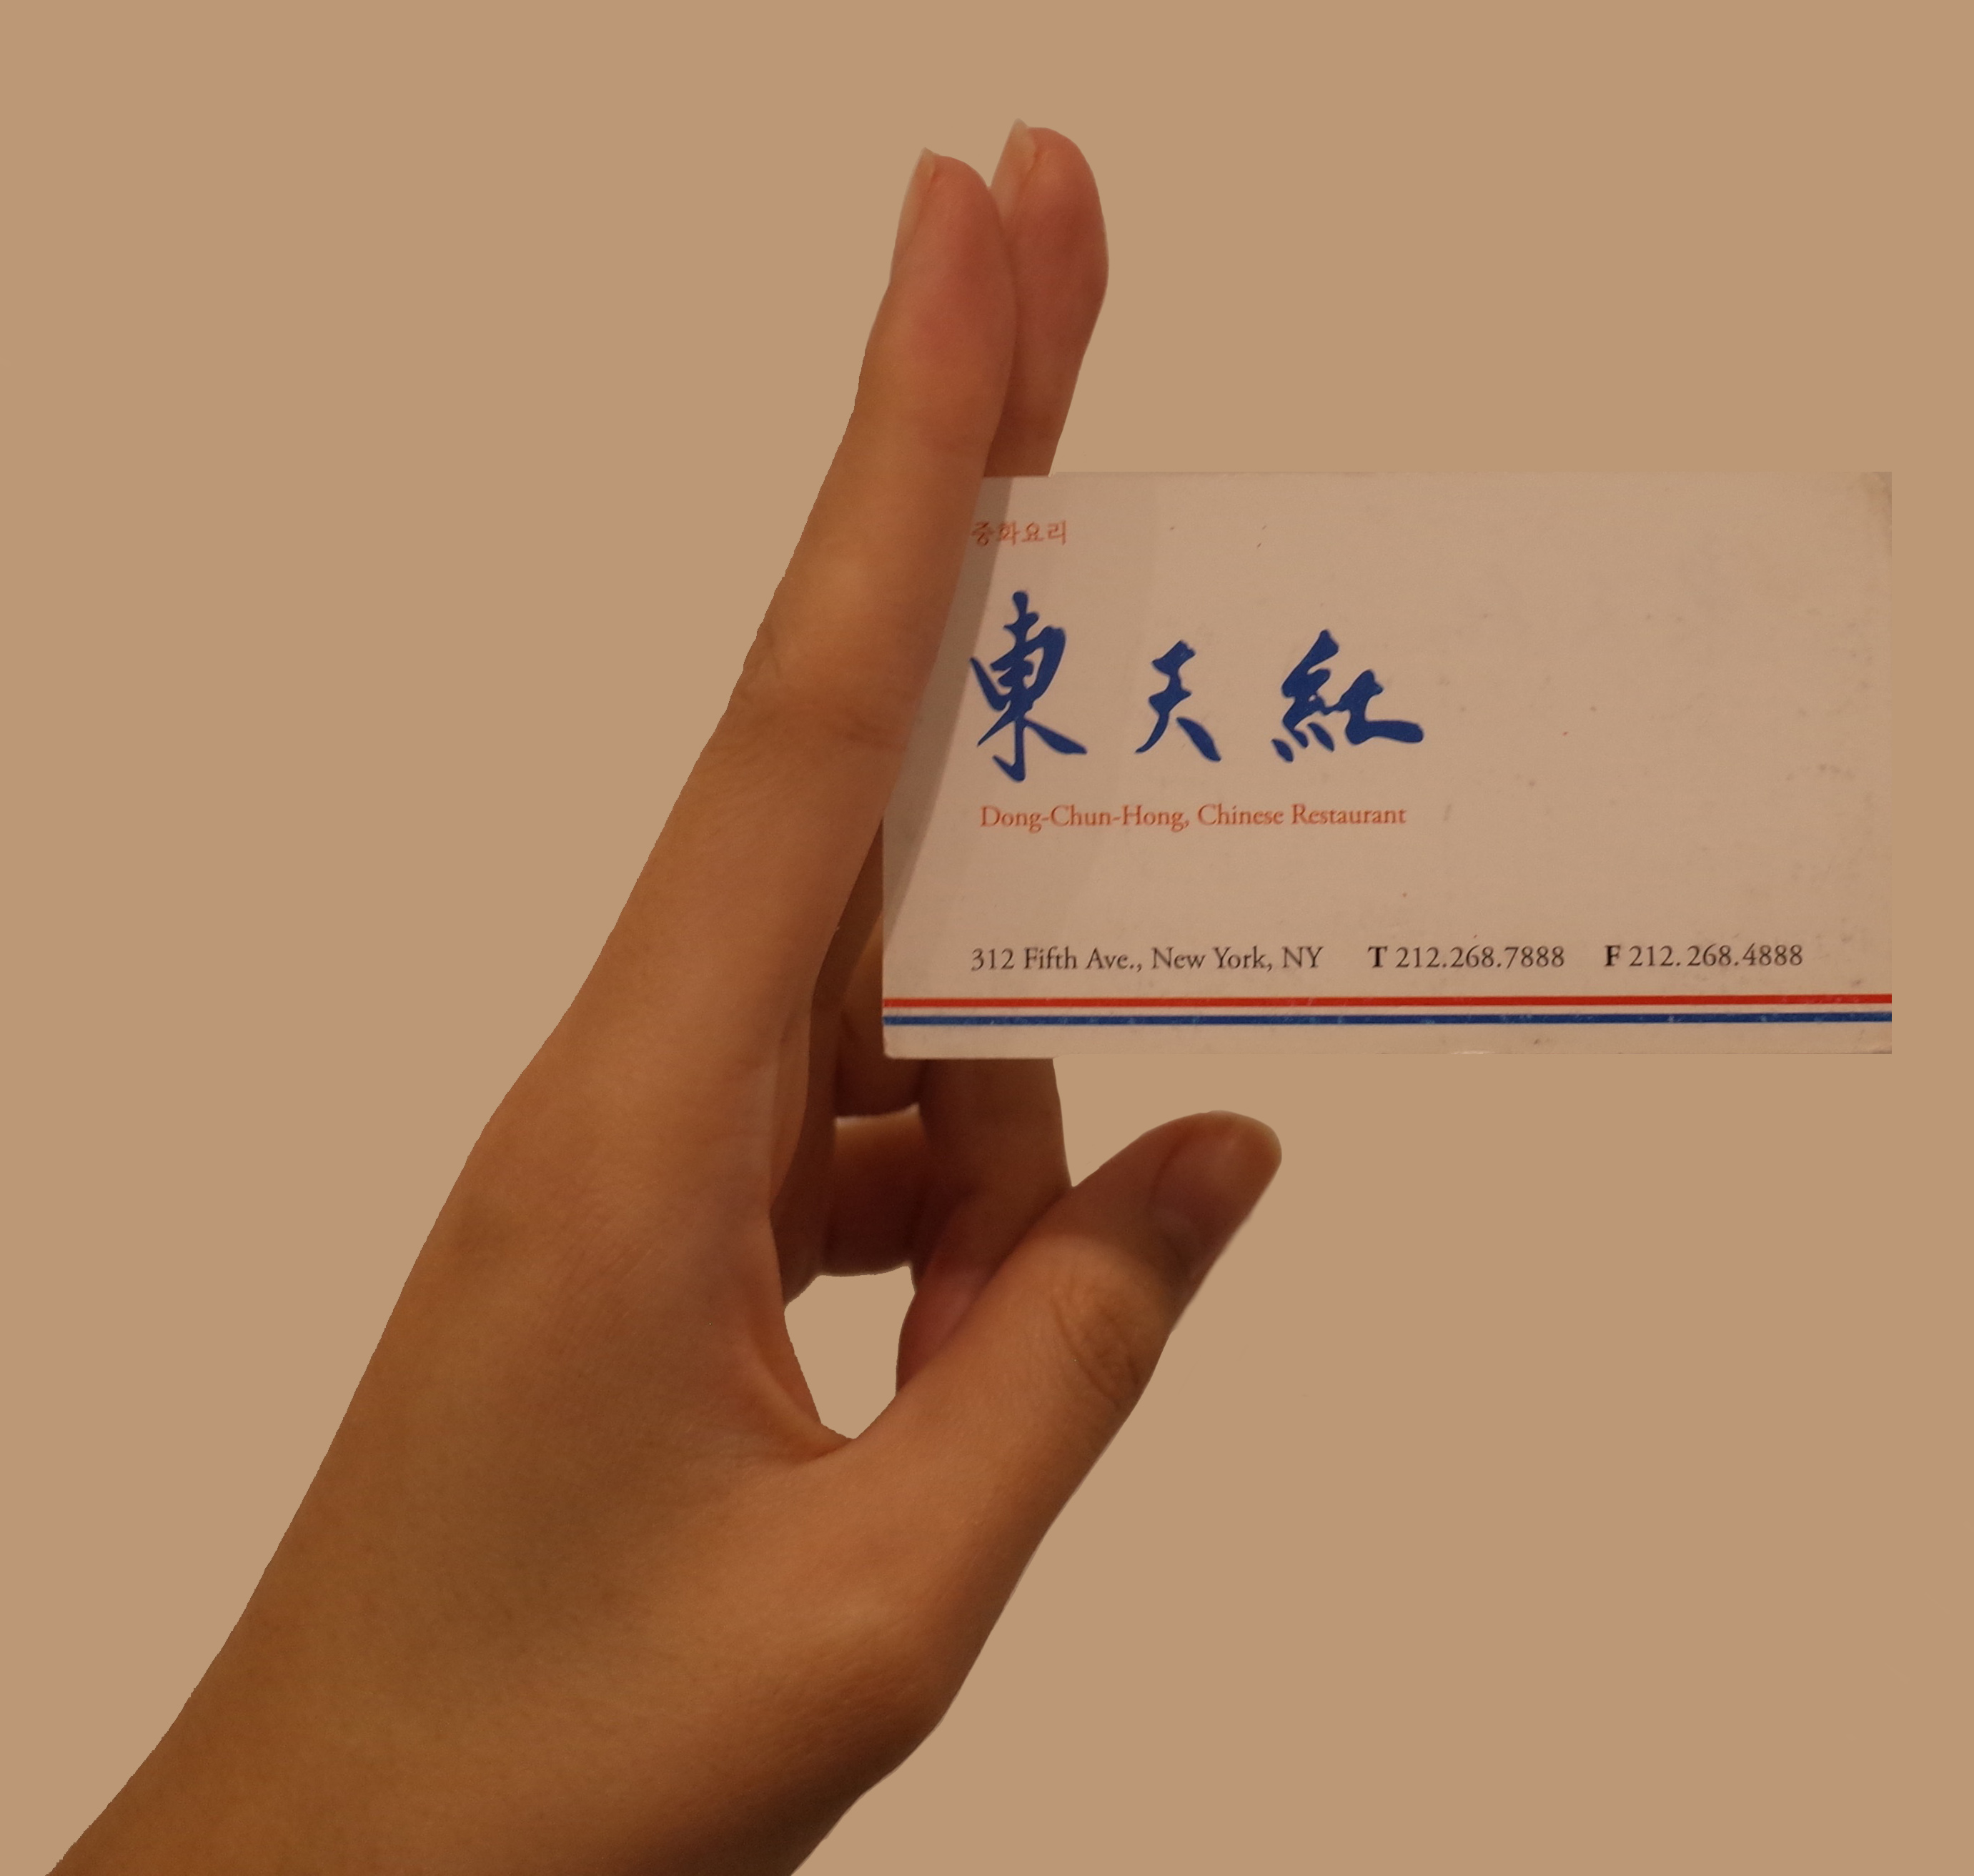 중화요리
東天紅
Dong-Chun-Hong, Chinese Restaurant
312 Fifth Ave., New York, NY T 212.268.7888 F 212.268.4888